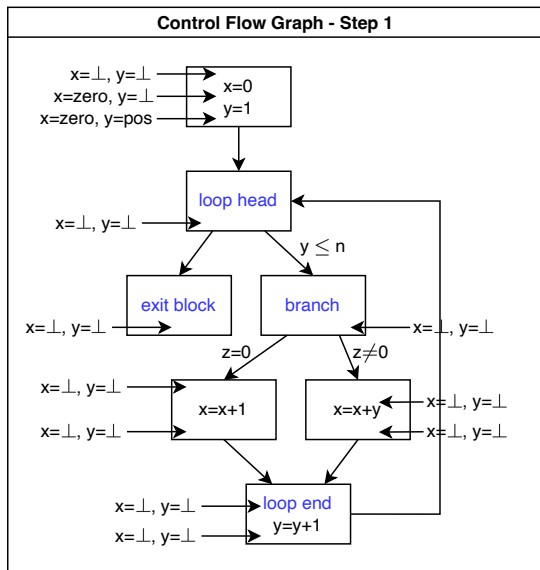 Control Flow Graph - Step 1
x=⊥, y=⊥
x=zero, y=⊥
x=zero, y=pos
x=0
y=1
loop head
x=⊥, y=⊥
y ≤ n
exit block
branch
x=⊥, y=⊥
x=⊥, y=⊥
z=0
z≠0
x=⊥, y=⊥
x=⊥, y=⊥
x=x+1
x=x+y
x=⊥, y=⊥
x=⊥, y=⊥
loop end
y=y+1
x=⊥, y=⊥
x=⊥, y=⊥